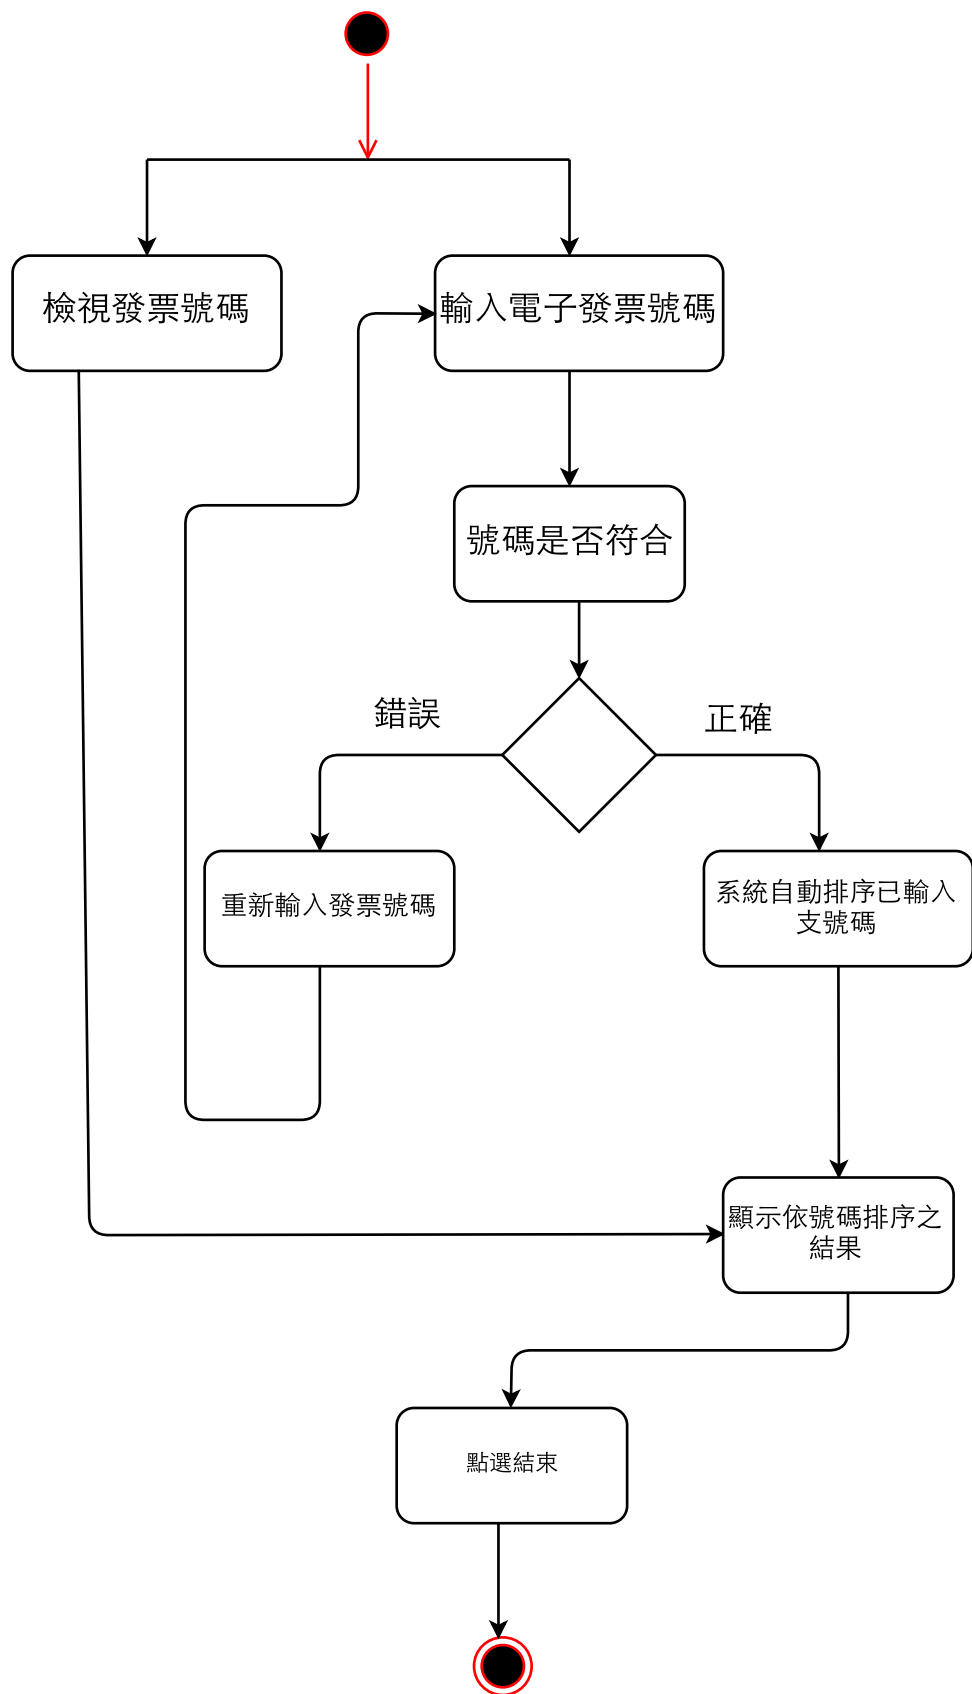 檢視發票號碼
輸入電子發票號碼
號碼是否符合
錯誤
正確
重新輸入發票號碼
系統自動排序已輸入
支號碼
顯示依號碼排序之
結果
點選結束